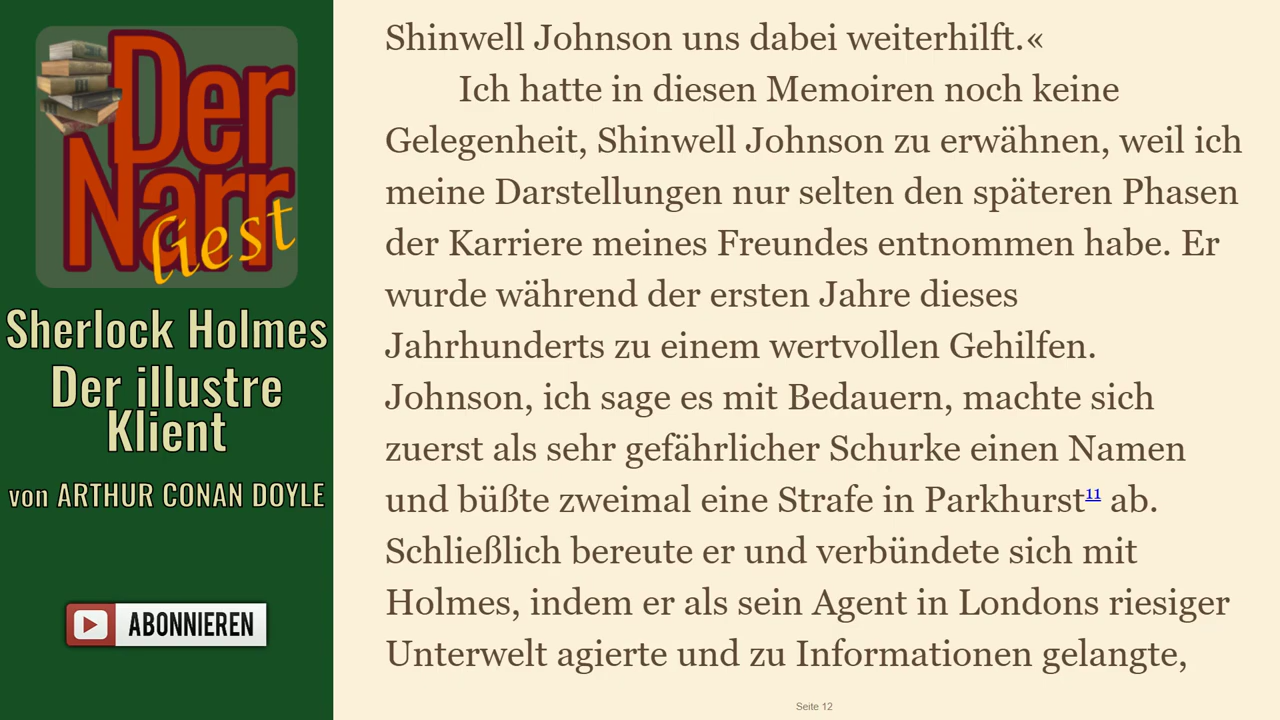 Der
Narr
liest
Sherlock Holmes
Der illustre
Klient
von ARTHUR CONAN DOYLE
ABONNIEREN
Shinwell Johnson uns dabei weiterhilft.«
Ich hatte in diesen Memoiren noch keine
Gelegenheit, Shinwell Johnson zu erwähnen, weil ich
meine Darstellungen nur selten den späteren Phasen
der Karriere meines Freundes entnommen habe. Er
wurde während der ersten Jahre dieses
Jahrhunderts zu einem wertvollen Gehilfen.
Johnson, ich sage es mit Bedauern, machte sich
zuerst als sehr gefährlicher Schurke einen Namen
und büßte zweimal eine Strafe in Parkhurst11 ab.
Schließlich bereute er und verbündete sich mit
Holmes, indem er als sein Agent in Londons riesiger
Unterwelt agierte und zu Informationen gelangte,
Seite 12